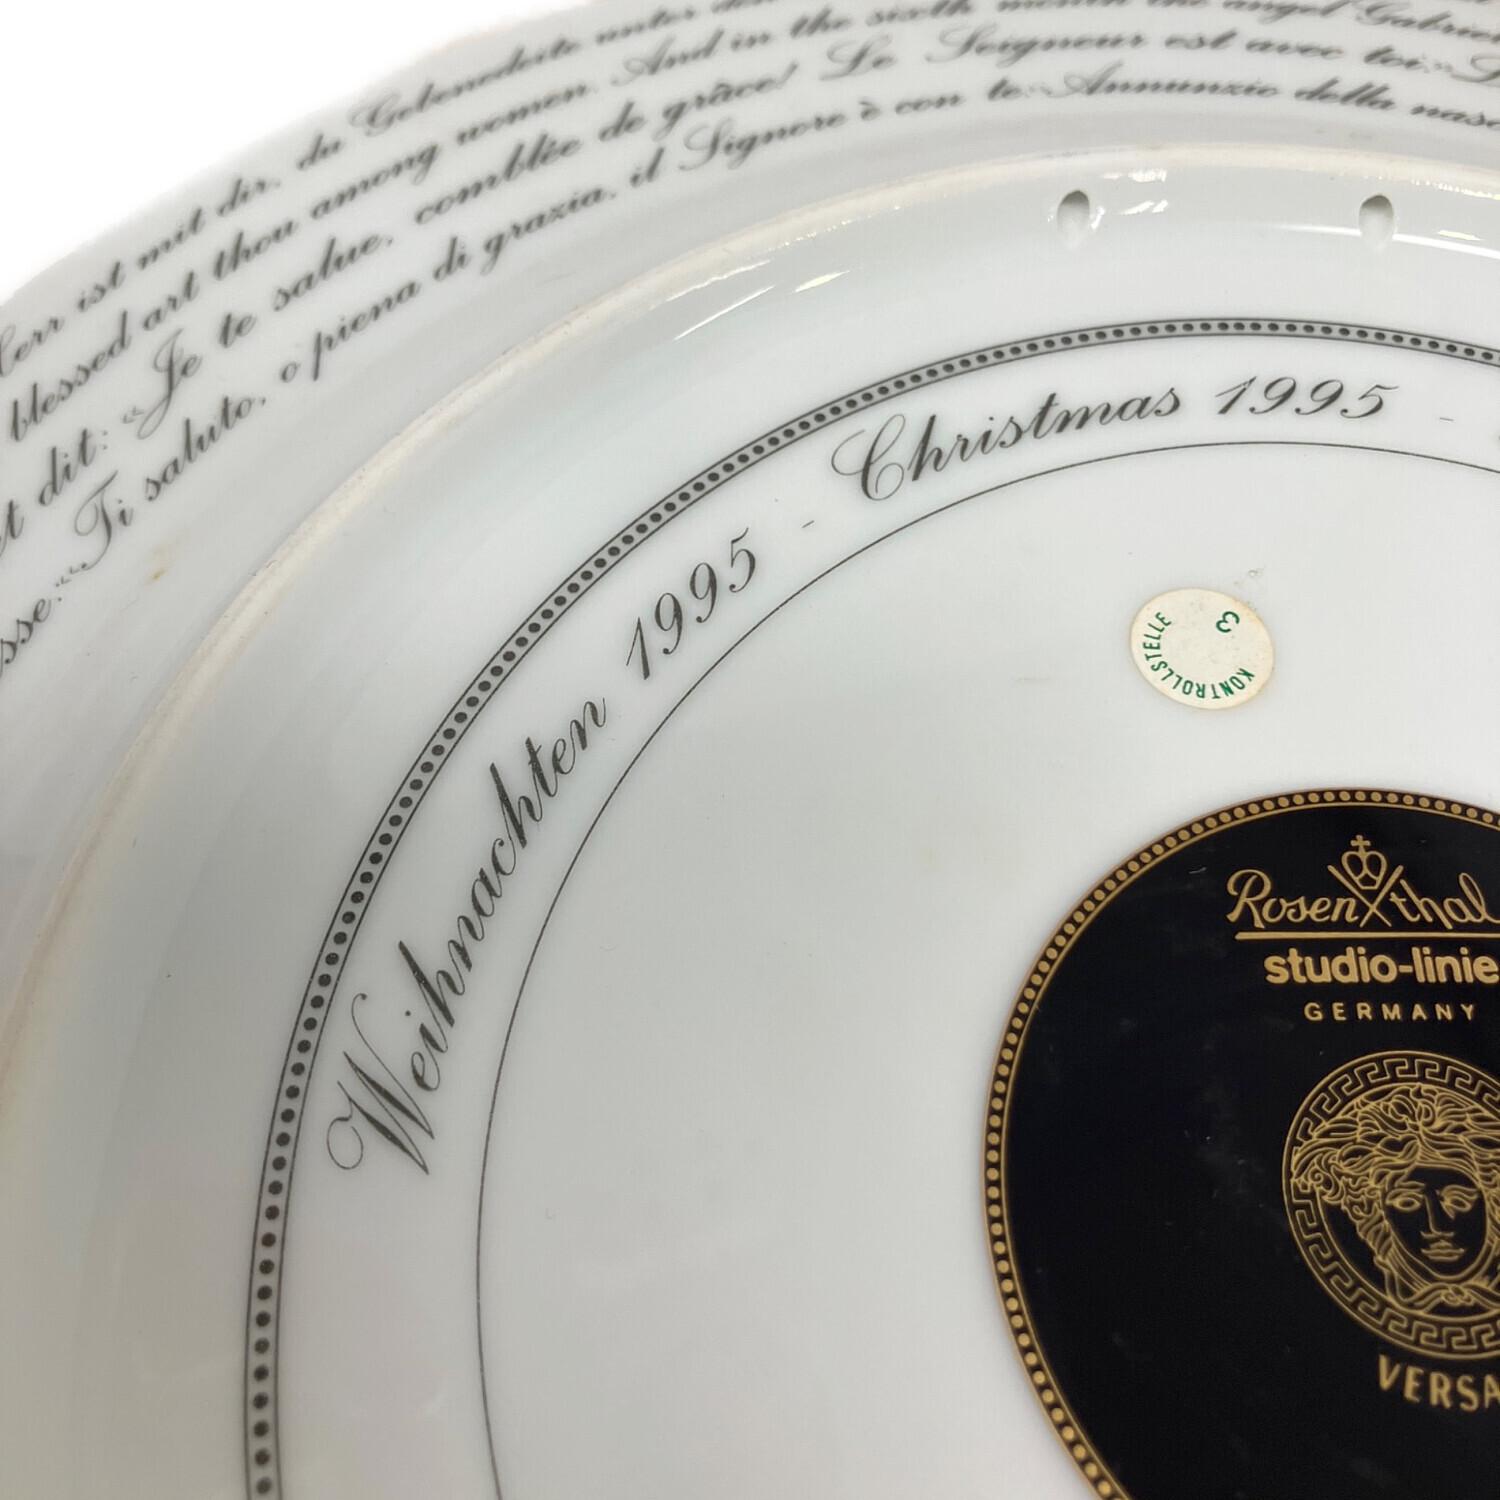 Herr ist mit dir, du Gebenedeite unter den
blessed art thou among women. And in the sixth month the angel Gabriel
et dit: «Je te salue, comblée de grâce! Le Seigneur est avec toi.»
esse: «Ti saluto, o piena di grazia, il Signore è con te.» Annunzio della
Weihnachten 1995 - Christmas 1995 -
KONTROLLSTELLE
3
Rosenthal
studio-linie
GERMANY
VERSA